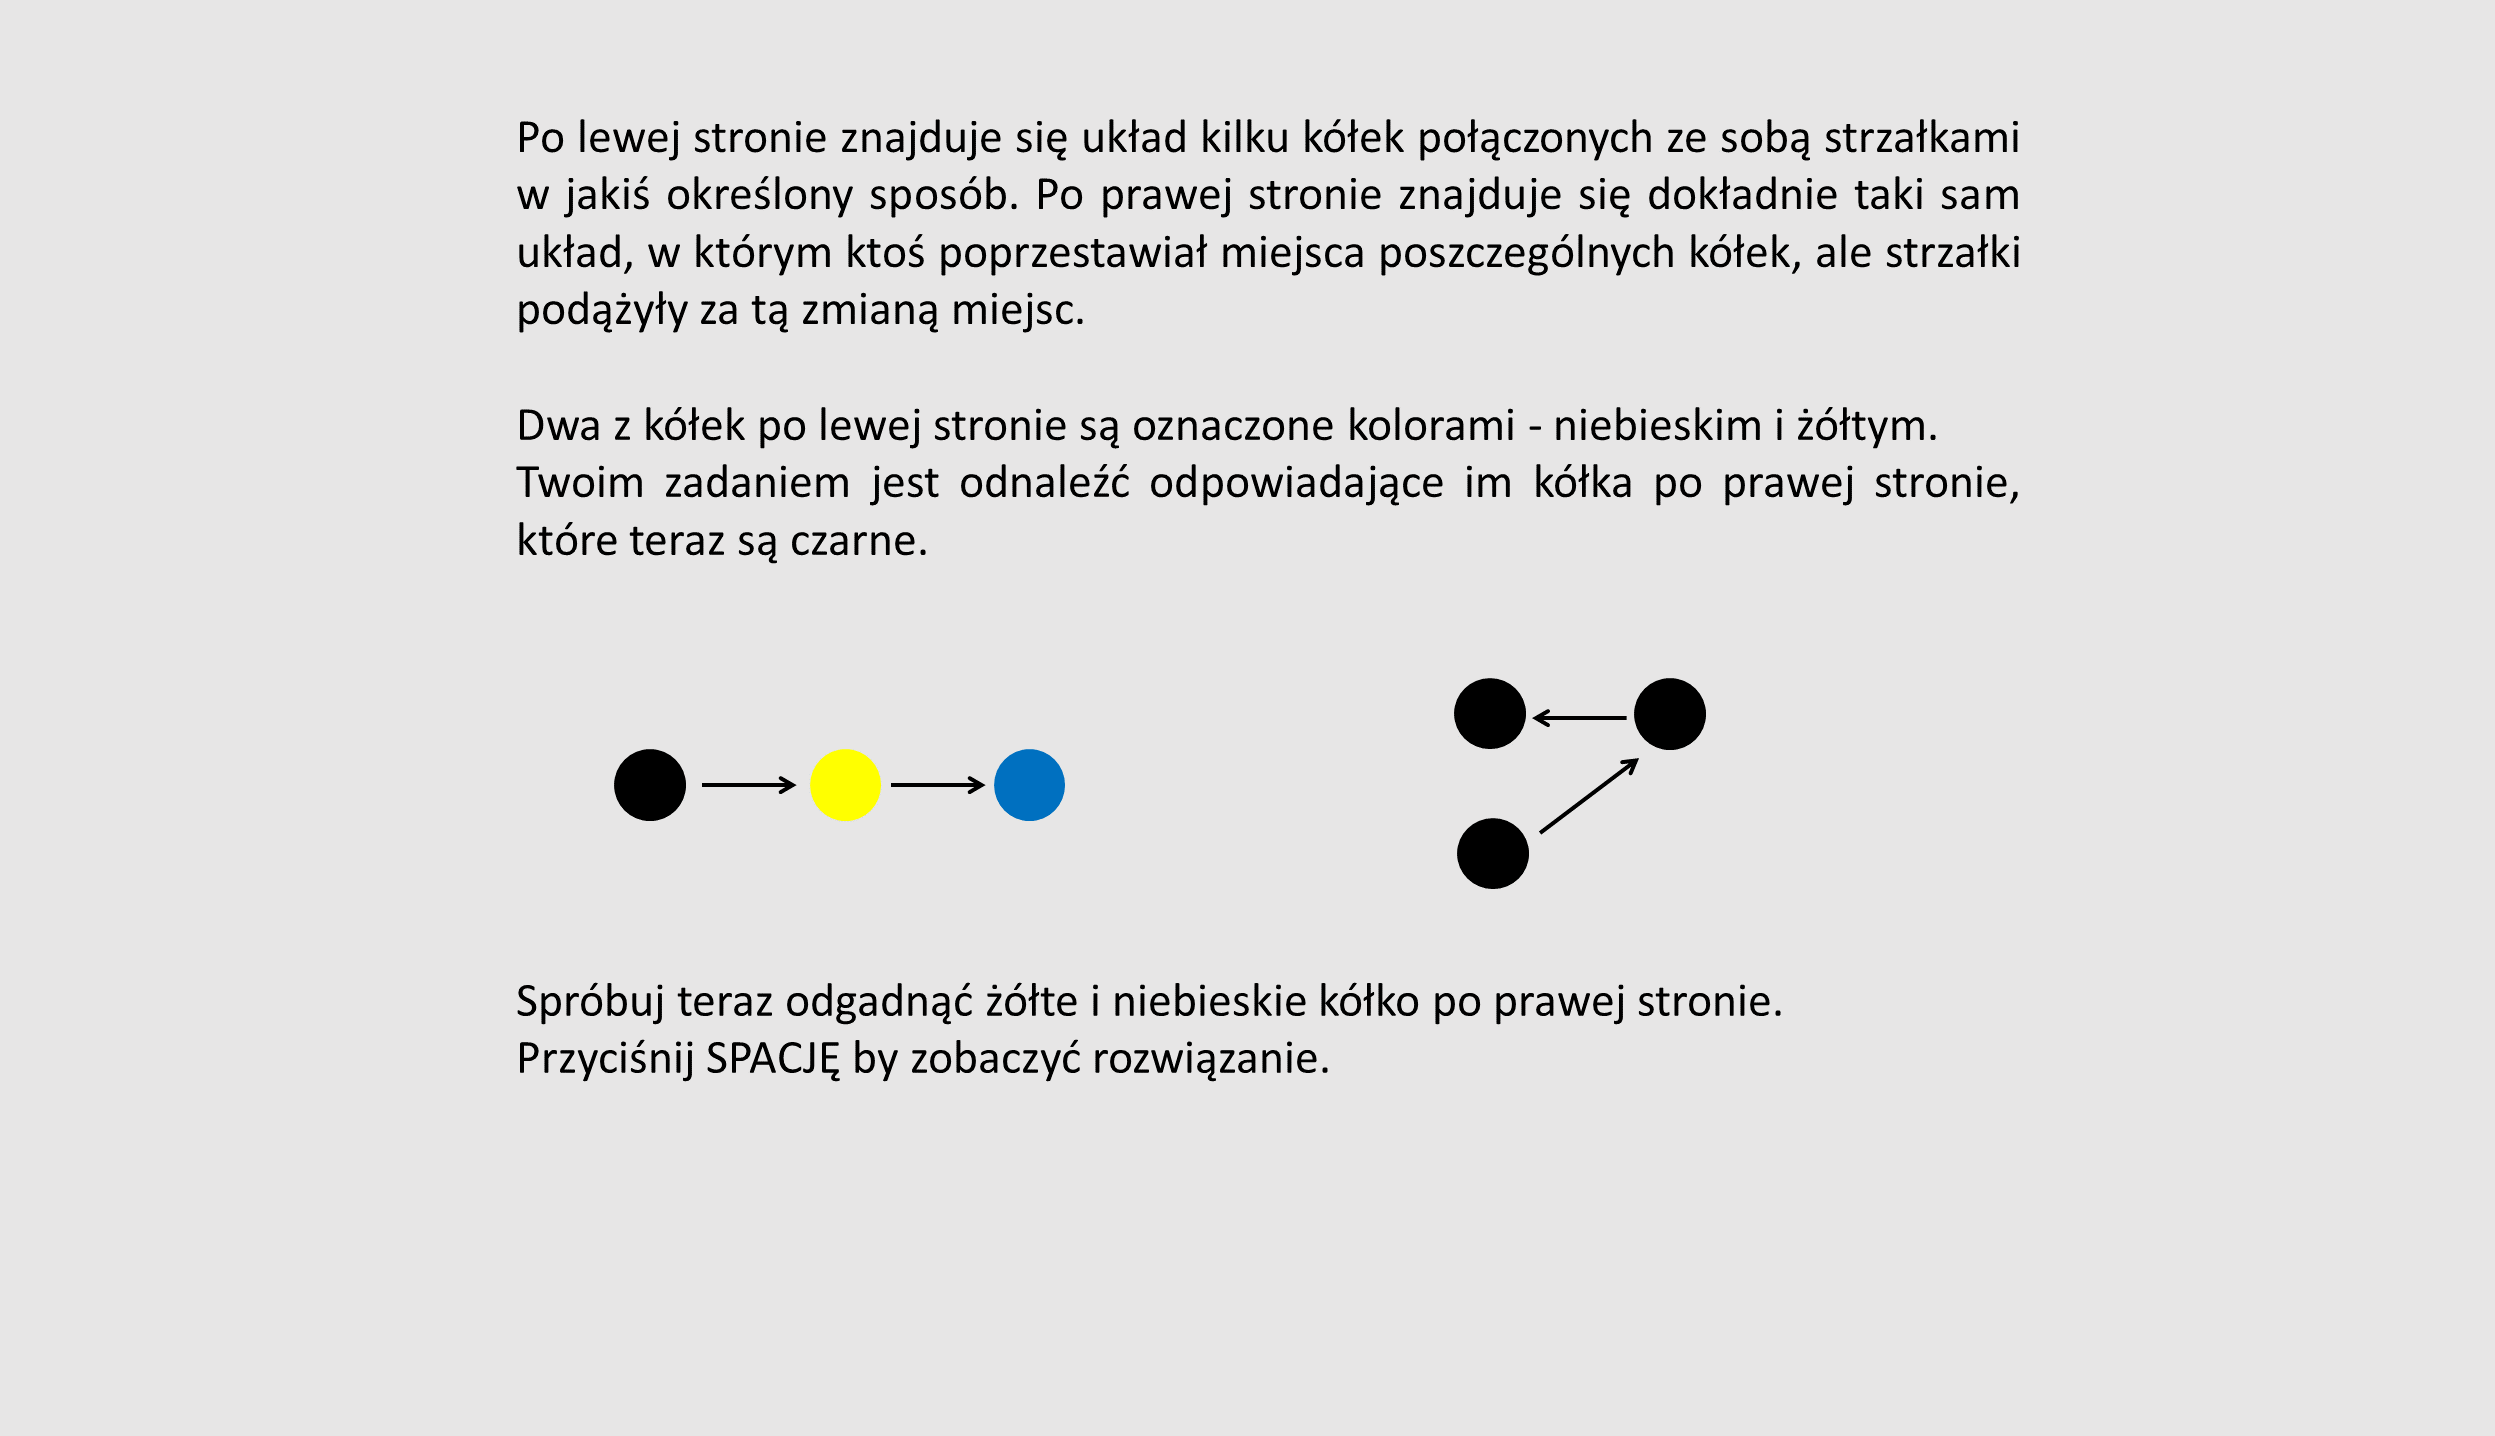 Po lewej stronie znajduje się układ kilku kółek połączonych ze sobą strzałkami
w jakiś określony sposób. Po prawej stronie znajduje się dokładnie taki sam
układ, w którym ktoś poprzestawiał miejsca poszczególnych kółek, ale strzałki
podążyły za tą zmianą miejsc.
Dwa z kółek po lewej stronie są oznaczone kolorami - niebieskim i żółtym.
Twoim zadaniem jest odnaleźć odpowiadające im kółka po prawej stronie,
które teraz są czarne.
Spróbuj teraz odgadnąć żółte i niebieskie kółko po prawej stronie.
Przyciśnij SPACJĘ by zobaczyć rozwiązanie.